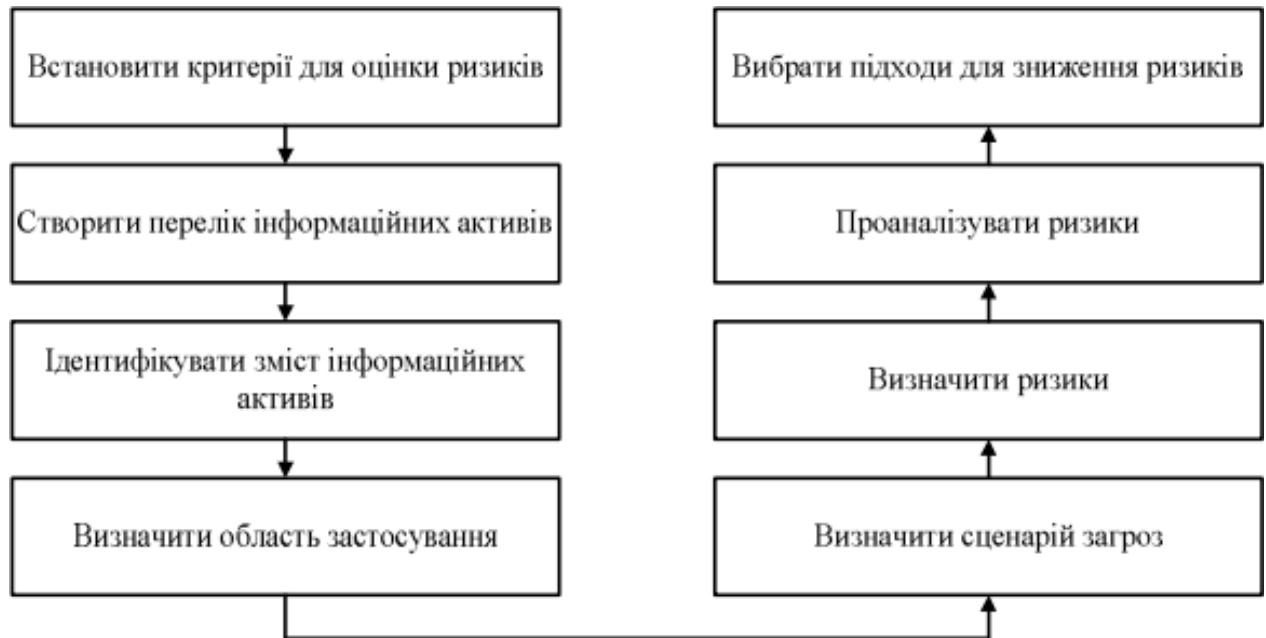 Встановити критерії для оцінки ризиків
Створити перелік інформаційних активів
Ідентифікувати зміст інформаційних
активів
Визначити область застосування
Визначити сценарій загроз
Визначити ризики
Проаналізувати ризики
Вибрати підходи для зниження ризиків